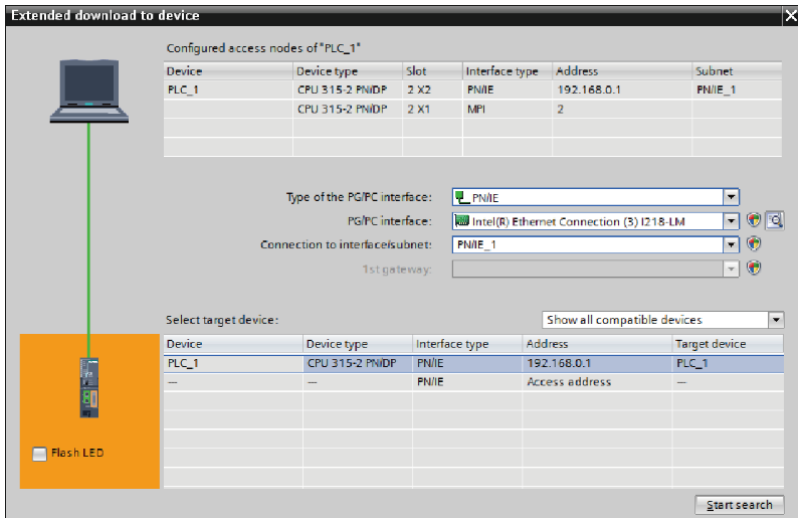 Extended download to device
Configured access nodes of "PLC_1"
Device Device type Slot Interface type Address Subnet
PLC_1 CPU 315-2 PN/DP 2 X2 PN/IE 192.168.0.1 PN/IE_1
CPU 315-2 PN/DP 2 X1 MPI 2
Type of the PG/PC interface: PN/IE
PG/PC interface: Intel(R) Ethernet Connection (3) I218-LM
Connection to interface/subnet: PN/IE_1
1st gateway:
Select target device: Show all compatible devices
Device Device type Interface type Address Target device
PLC_1 CPU 315-2 PN/DP PN/IE 192.168.0.1 PLC_1
— — PN/IE Access address —
Flash LED
Start search